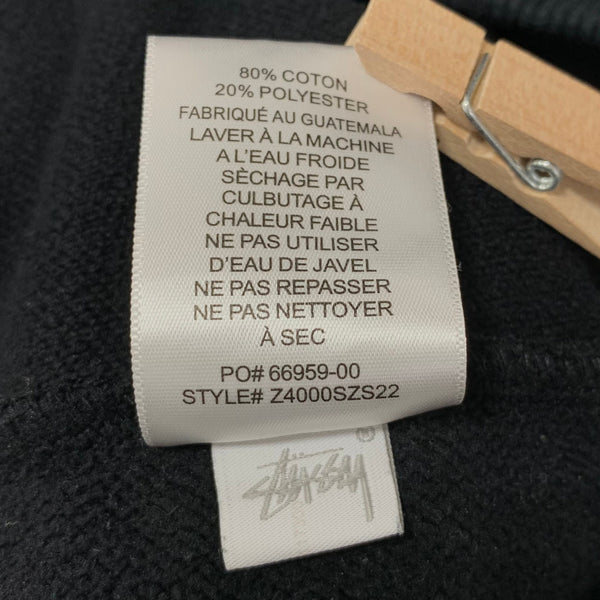 80% COTON
20% POLYESTER
FABRIQUÉ AU GUATEMALA
LAVER À LA MACHINE
A L'EAU FROIDE
SÈCHAGE PAR
CULBUTAGE À
CHALEUR FAIBLE
NE PAS UTILISER
D'EAU DE JAVEL
NE PAS REPASSER
NE PAS NETTOYER
À SEC
PO# 66959-00
STYLE# Z4000SZS22
STÜSSY ®